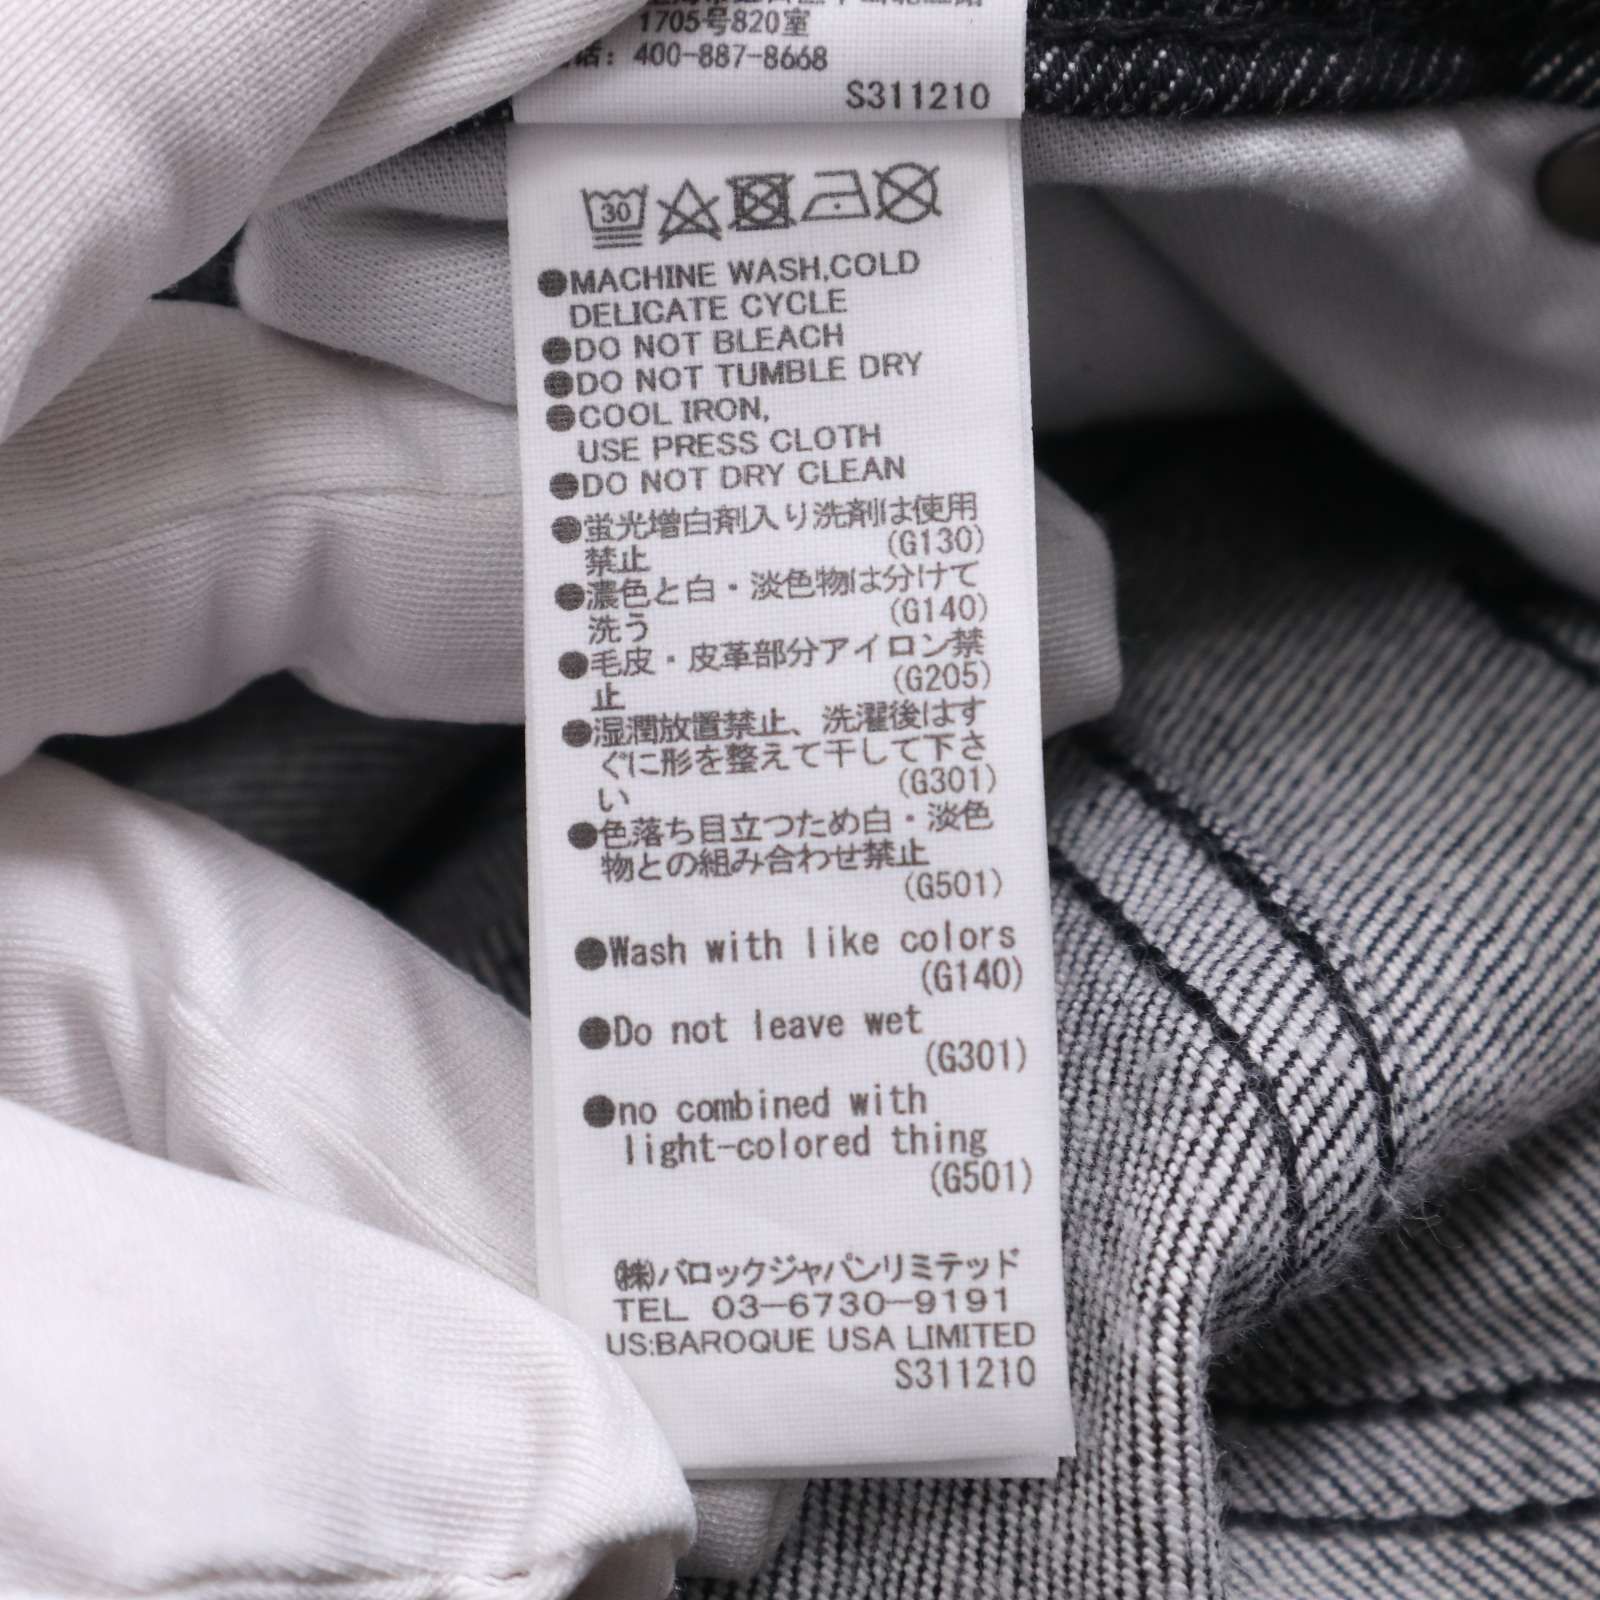 1705号820室
话：400-887-8668
S311210
30
●MACHINE WASH,COLD
DELICATE CYCLE
●DO NOT BLEACH
●DO NOT TUMBLE DRY
●COOL IRON,
USE PRESS CLOTH
●DO NOT DRY CLEAN
●蛍光増白剤入り洗剤は使用
禁止 (G130)
●濃色と白・淡色物は分けて
洗う (G140)
●毛皮・皮革部分アイロン禁
止 (G205)
●湿潤放置禁止、洗濯後はす
ぐに形を整えて干して下さ
い (G301)
●色落ち目立つため白・淡色
物との組み合わせ禁止
(G501)
●Wash with like colors
(G140)
●Do not leave wet
(G301)
●no combined with
light-colored thing
(G501)
㈱バロックジャパンリミテッド
TEL 03-6730-9191
US:BAROQUE USA LIMITED
S311210